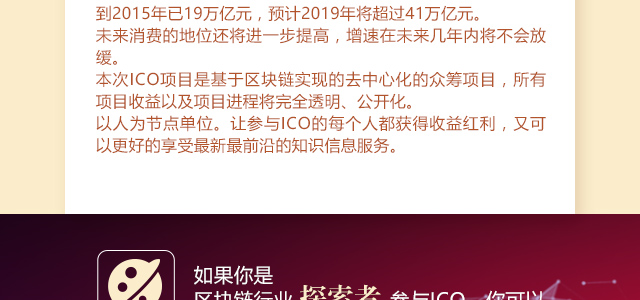 到2015年已19万亿元，预计2019年将超过41万亿元。
未来消费的地位还将进一步提高，增速在未来几年内将不会放
缓。
本次ICO项目是基于区块链实现的去中心化的众筹项目，所有
项目收益以及项目进程将完全透明、公开化。
以人为节点单位。让参与ICO的每个人都获得收益红利，又可
以更好的享受最新最前沿的知识信息服务。
如果你是
区块链行业 探索者 参与ICO，你可以